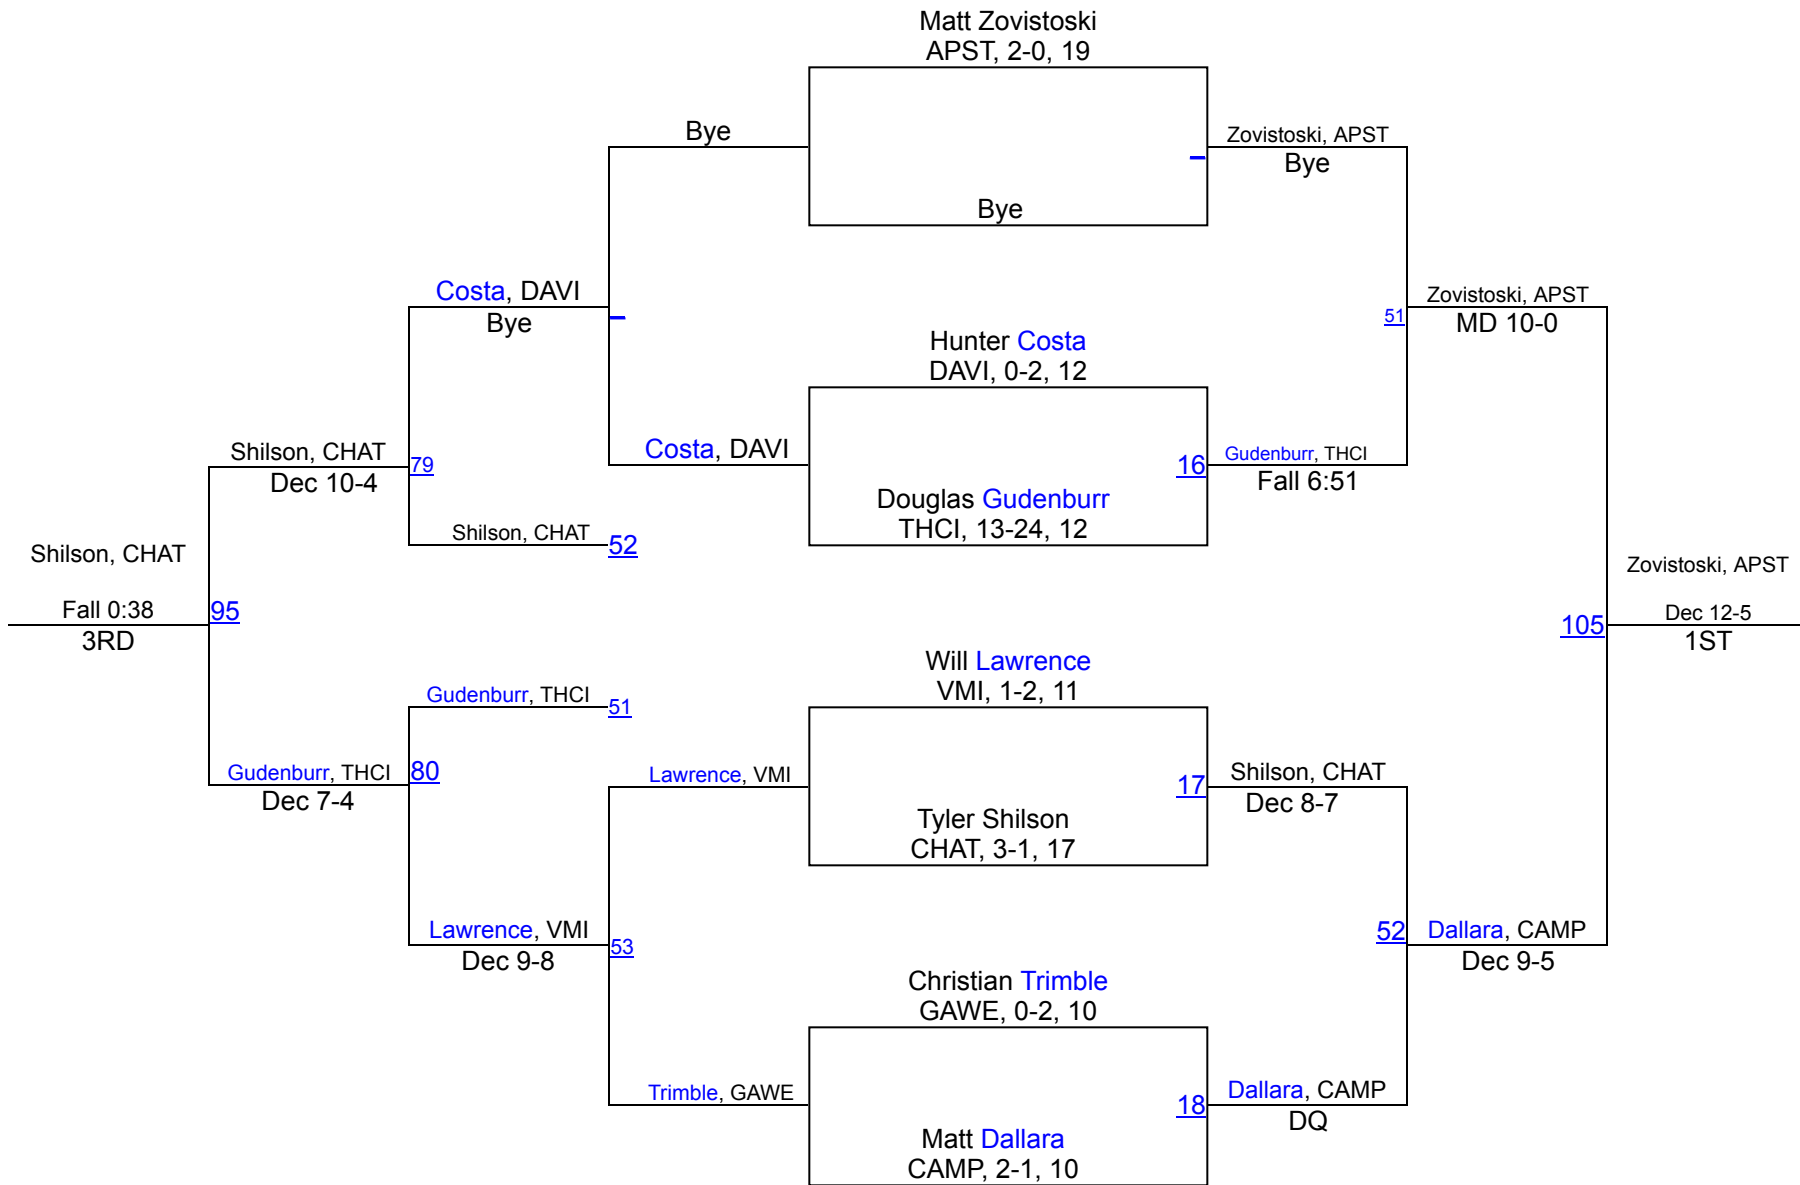 Matt Zovistoski
APST, 2-0, 19
Bye
Zovistoski, APST
Bye
Bye
Costa, DAVI
Bye
Zovistoski, APST
MD 10-0
51
Hunter Costa
DAVI, 0-2, 12
Shilson, CHAT
Dec 10-4
79
Costa, DAVI
16
Gudenburr, THCI
Fall 6:51
Douglas Gudenburr
THCI, 13-24, 12
Shilson, CHAT
52
Shilson, CHAT
Fall 0:38
3RD
95
Zovistoski, APST
Dec 12-5
1ST
105
Will Lawrence
VMI, 1-2, 11
Gudenburr, THCI
51
Gudenburr, THCI
Dec 7-4
80
Lawrence, VMI
17
Shilson, CHAT
Dec 8-7
Tyler Shilson
CHAT, 3-1, 17
Lawrence, VMI
Dec 9-8
53
52
Dallara, CAMP
Dec 9-5
Christian Trimble
GAWE, 0-2, 10
Trimble, GAWE
18
Dallara, CAMP
DQ
Matt Dallara
CAMP, 2-1, 10